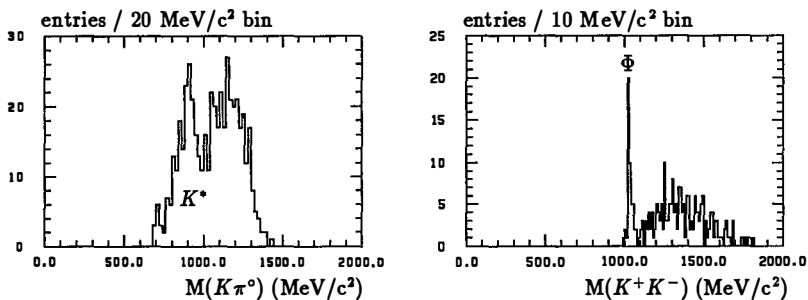 entries / 20 MeV/c² bin
30
20
10
0
0.0 500.0 1000.0 1500.0 2000.0
K*
M(Kπ°) (MeV/c²)
entries / 10 MeV/c² bin
25
20
15
10
5
0
0.0 500.0 1000.0 1500.0 2000.0
Φ
M(K⁺K⁻) (MeV/c²)